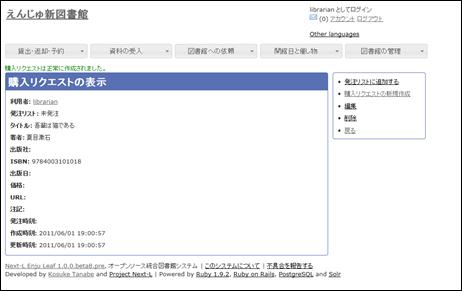 えんじゅ新図書館
librarian としてログイン
(0) アカウント ログアウト
Other languages
貸出・返却・予約
資料の受入
図書館への依頼
開館日と催し物
図書館の管理
購入リクエストは正常に作成されました。
購入リクエストの表示
利用者: librarian
発注リスト: 未発注
タイトル: 吾輩は猫である
著者: 夏目漱石
出版社:
ISBN: 9784003101018
出版日:
価格:
URL:
注記:
発注時刻:
作成時刻: 2011/06/01 19:00:57
更新時刻: 2011/06/01 19:00:57
発注リストに追加する
購入リクエストの新規作成
編集
削除
戻る
Next-L Enju Leaf 1.0.0.beta8.pre, オープンソース統合図書館システム | このシステムについて | 不具合を報告する
Developed by Kosuke Tanabe and Project Next-L | Powered by Ruby 1.9.2, Ruby on Rails, PostgreSQL and Solr